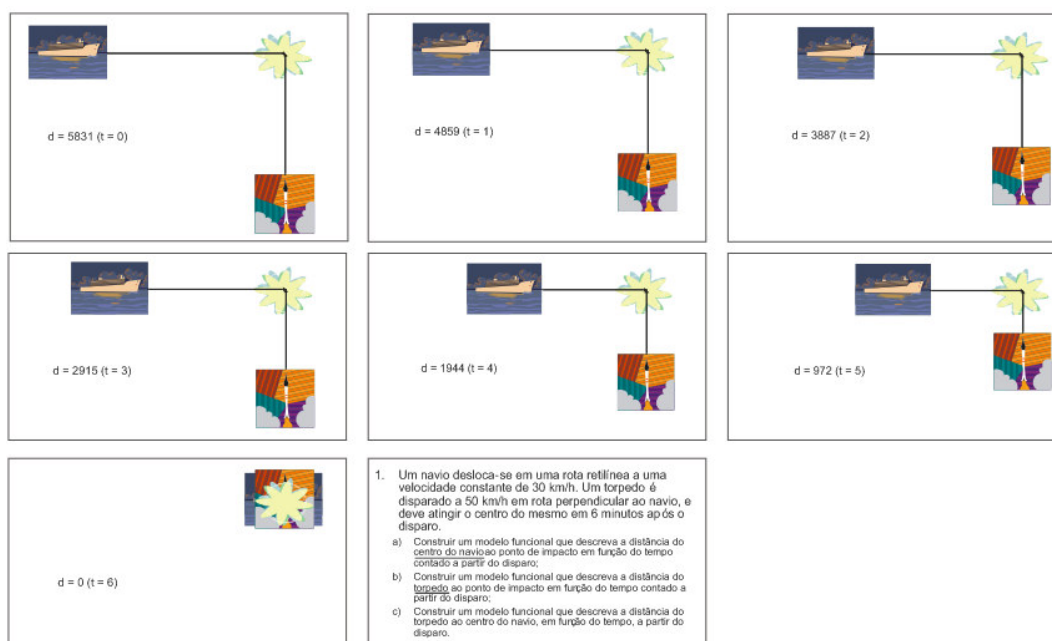 d = 5831 (t = 0)
d = 4859 (t = 1)
d = 3887 (t = 2)
d = 2915 (t = 3)
d = 1944 (t = 4)
d = 972 (t = 5)
d = 0 (t = 6)
1. Um navio desloca-se em uma rota retilínea a uma
velocidade constante de 30 km/h. Um torpedo é
disparado a 50 km/h em rota perpendicular ao navio, e
deve atingir o centro do mesmo em 6 minutos após o
disparo.
a) Construir um modelo funcional que descreva a distância do
centro do navio ao ponto de impacto em função do tempo
contado a partir do disparo;
b) Construir um modelo funcional que descreva a distância do
torpedo ao ponto de impacto em função do tempo contado a
partir do disparo;
c) Construir um modelo funcional que descreva a distância do
torpedo ao centro do navio, em função do tempo, a partir do
disparo.